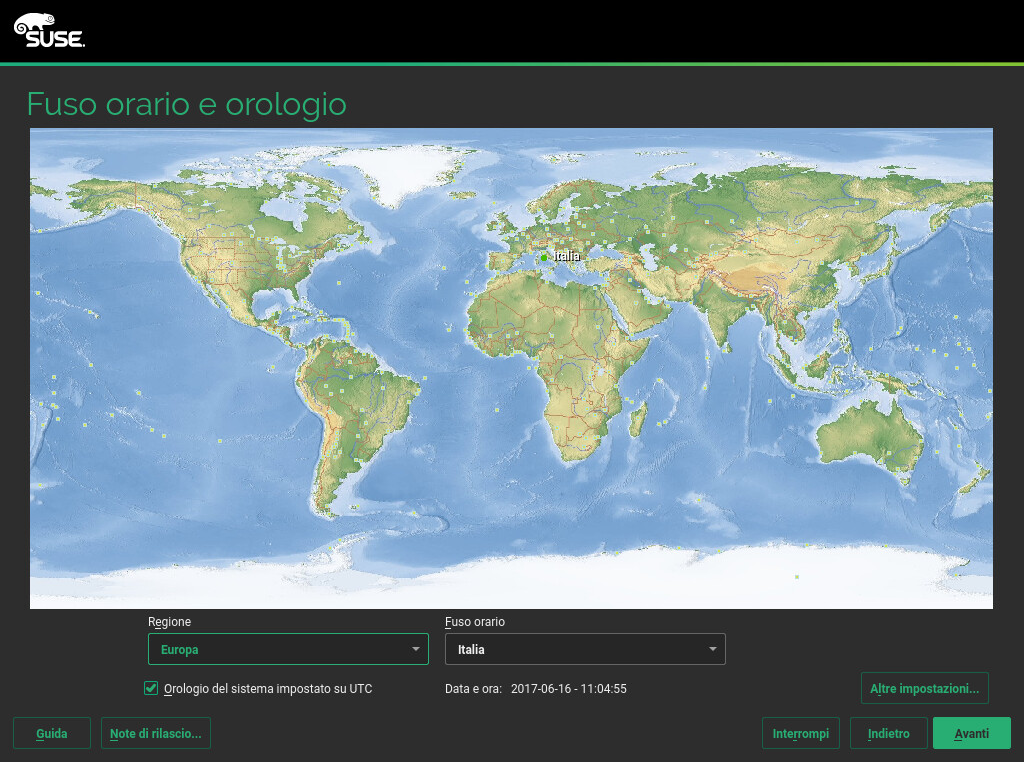 SUSE.
Fuso orario e orologio
Italia
Regione
Fuso orario
Europa
Italia
Orologio del sistema impostato su UTC
Data e ora: 2017-06-16 - 11:04:55
Altre impostazioni...
Guida
Note di rilascio...
Interrompi
Indietro
Avanti